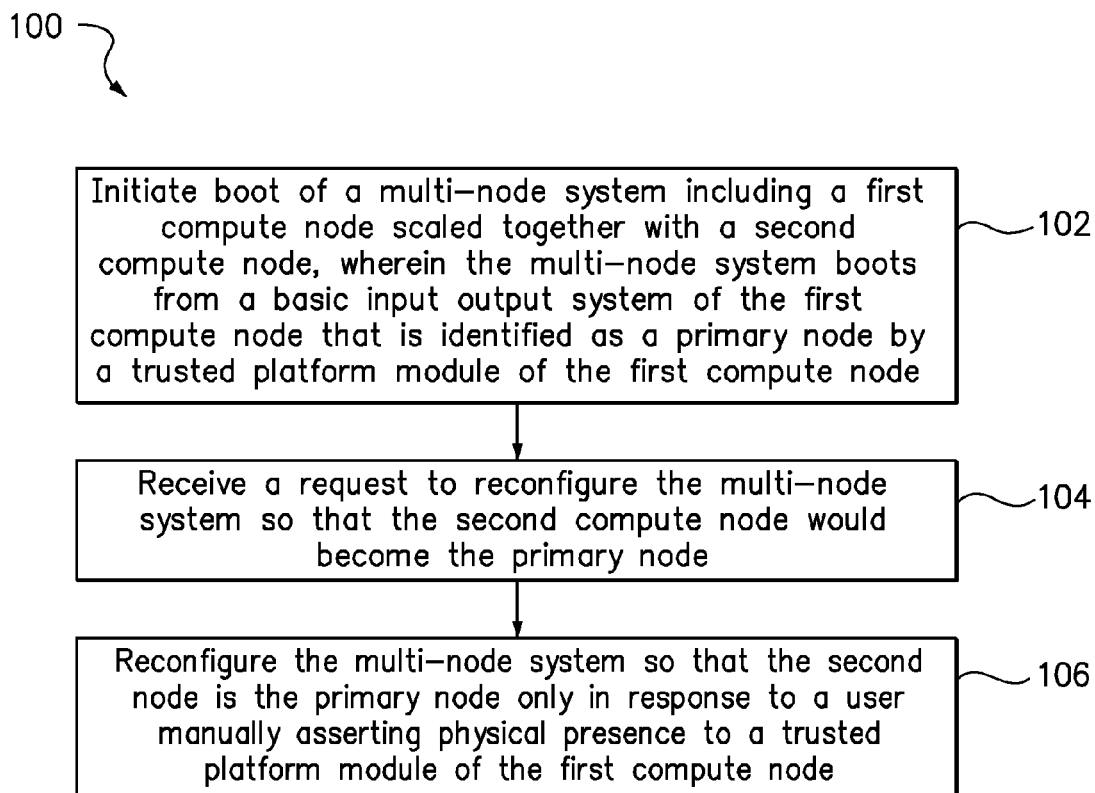 100
Initiate boot of a multi-node system including a first
compute node scaled together with a second
compute node, wherein the multi-node system boots
from a basic input output system of the first
compute node that is identified as a primary node by
a trusted platform module of the first compute node
102
Receive a request to reconfigure the multi-node
system so that the second compute node would
become the primary node
104
Reconfigure the multi-node system so that the second
node is the primary node only in response to a user
manually asserting physical presence to a trusted
platform module of the first compute node
106